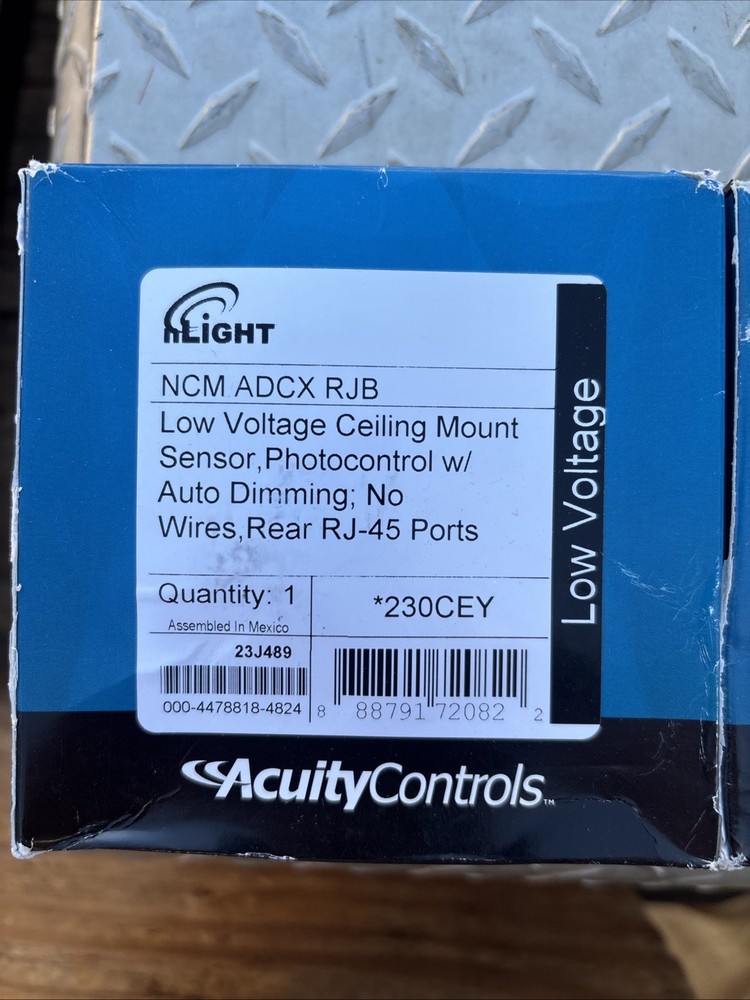 nLIGHT
NCM ADCX RJB
Low Voltage Ceiling Mount
Sensor,Photocontrol w/
Auto Dimming; No
Wires,Rear RJ-45 Ports
Quantity: 1
Assembled In Mexico
*230CEY
23J489
000-4478818-4824
8 88791 72082 2
Low Voltage
AcuityControls™